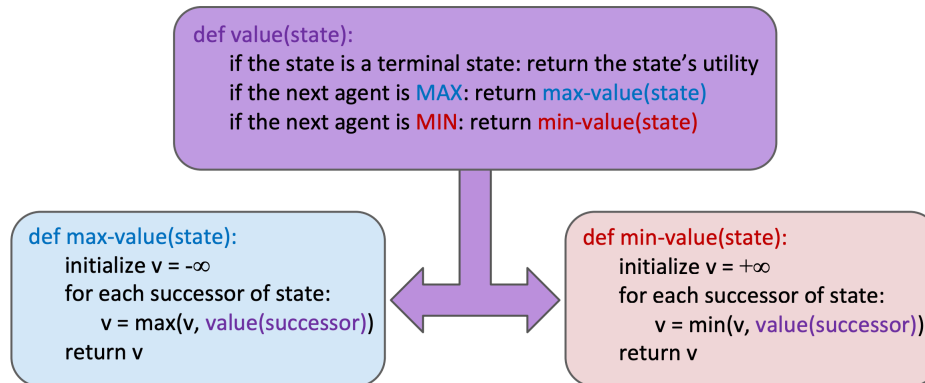 def value(state):
if the state is a terminal state: return the state’s utility
if the next agent is MAX: return max-value(state)
if the next agent is MIN: return min-value(state)
def max-value(state):
initialize v = -∞
for each successor of state:
v = max(v, value(successor))
return v
def min-value(state):
initialize v = +∞
for each successor of state:
v = min(v, value(successor))
return v